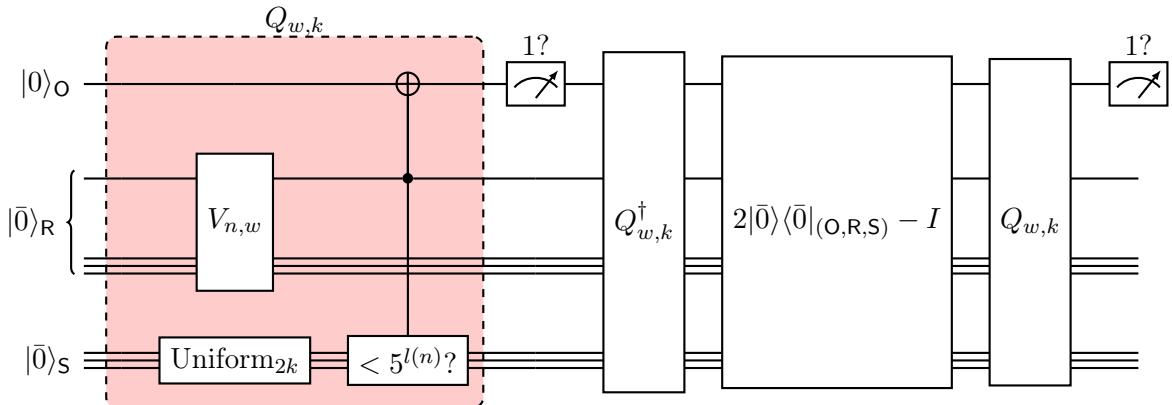 Q_{w,k}
|0⟩_O
1?
1?
|0̄⟩_R
V_{n,w}
Q†_{w,k}
2|0̄⟩⟨0̄|_{(O,R,S)} − I
Q_{w,k}
|0̄⟩_S
Uniform_{2k}
< 5^{l(n)}?